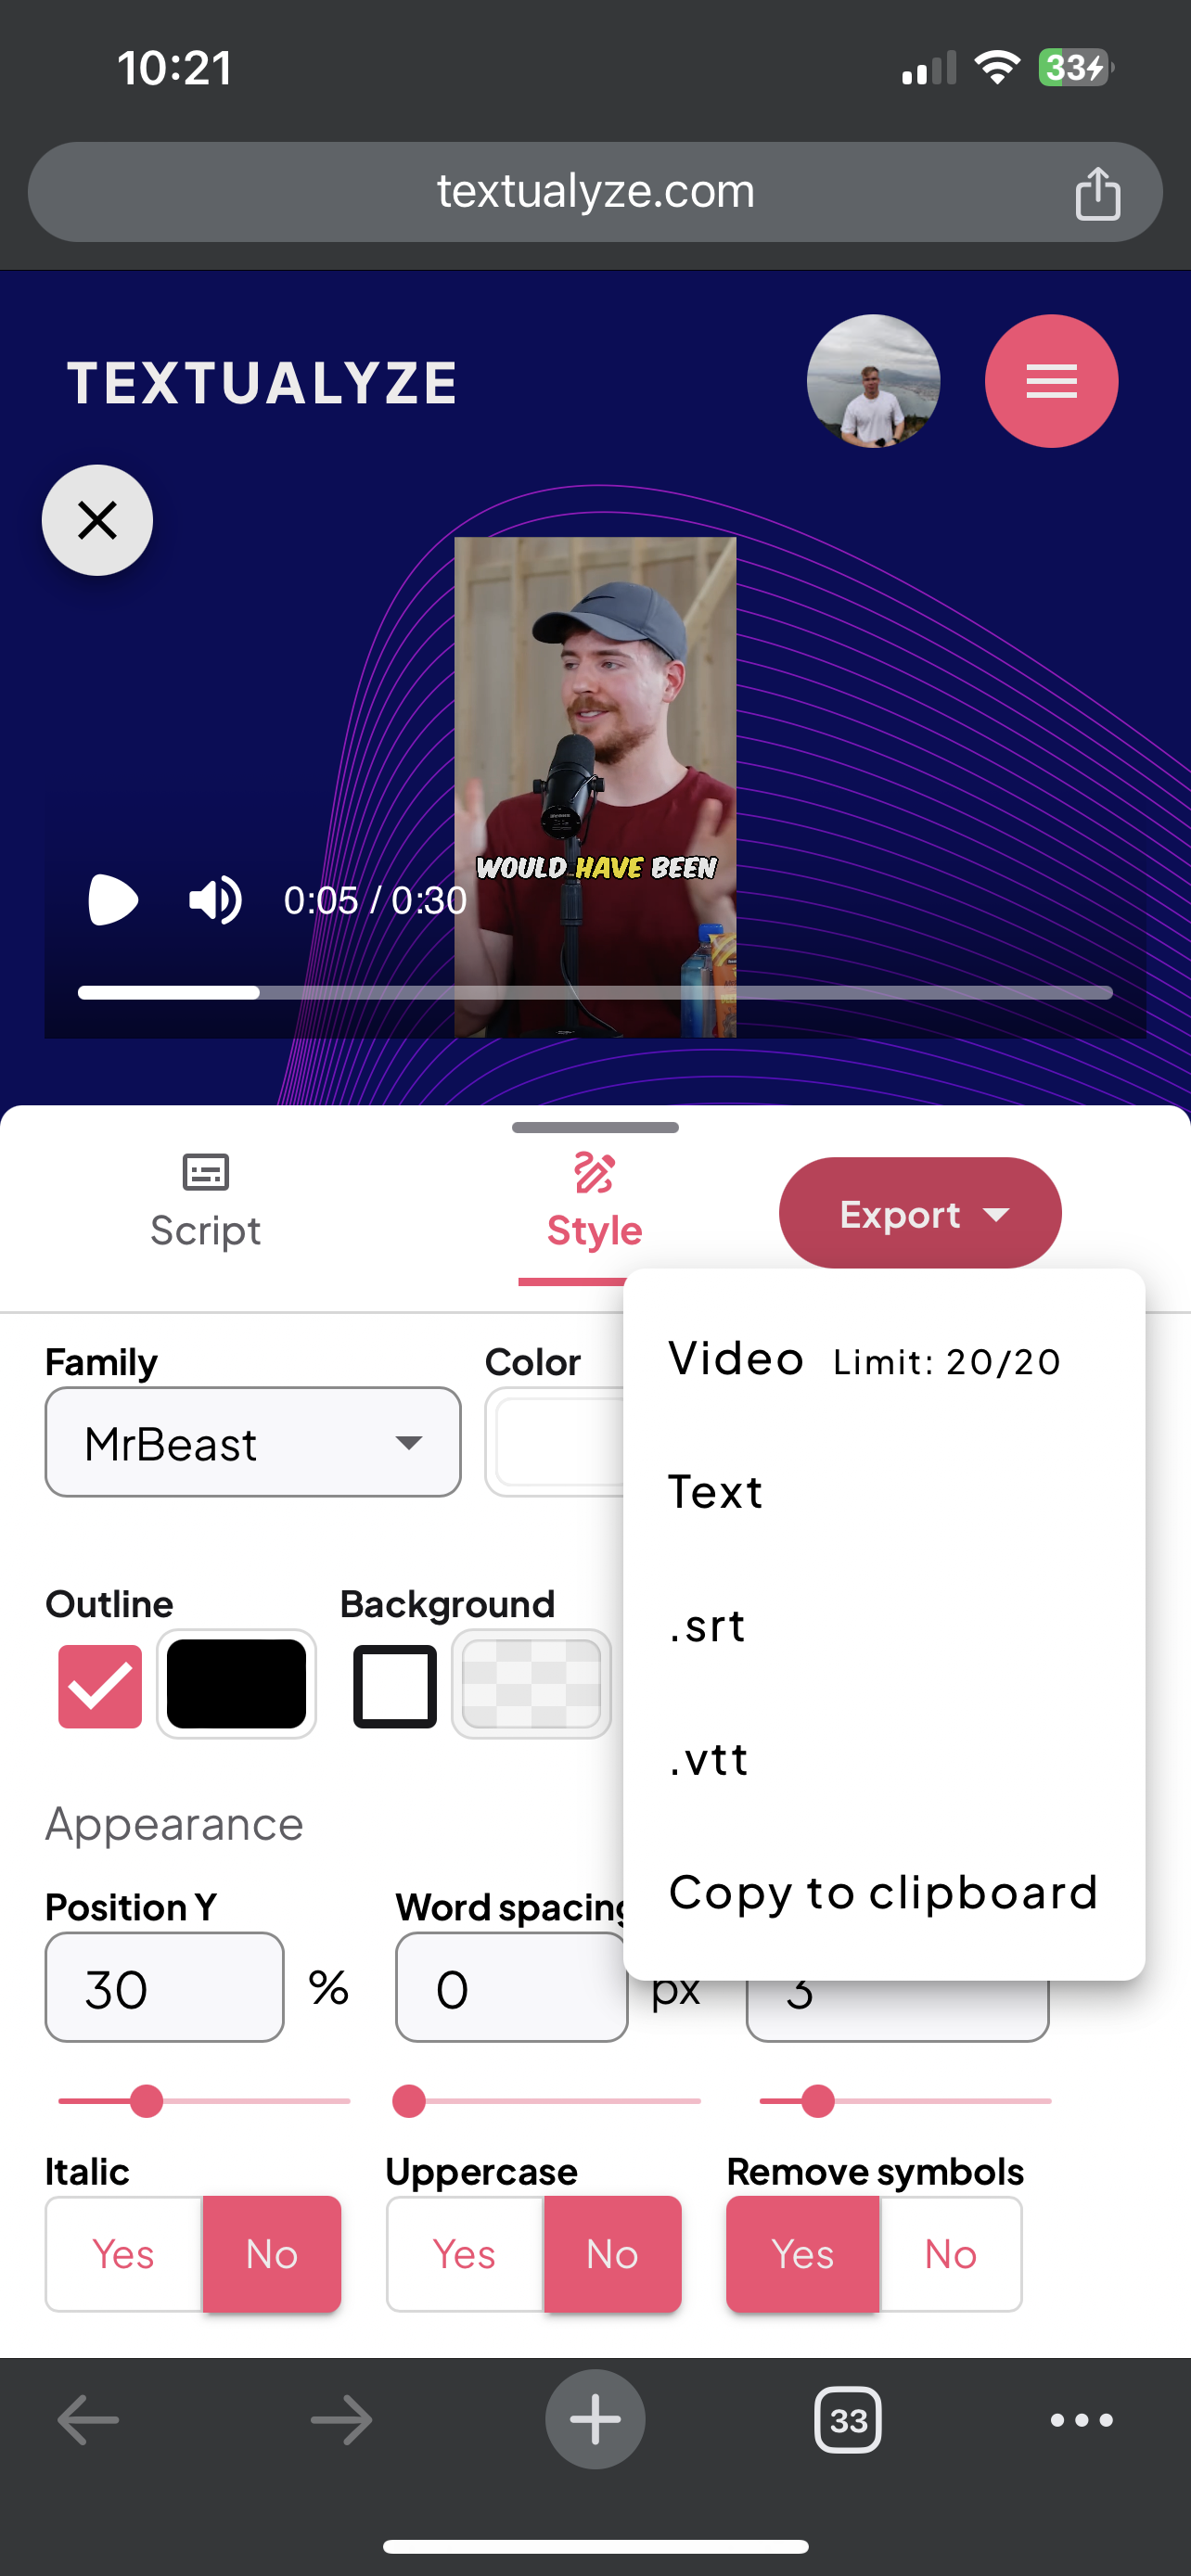 10:21
33
textualyze.com
TEXTUALYZE
WOULD HAVE BEEN
0:05 / 0:30
Script
Style
Export
Video Limit: 20/20
Text
.srt
.vtt
Copy to clipboard
Family
Color
MrBeast
Outline
Background
Appearance
Position Y
Word spacing
30 %
0 px
3
Italic
Uppercase
Remove symbols
Yes No
Yes No
Yes No
33